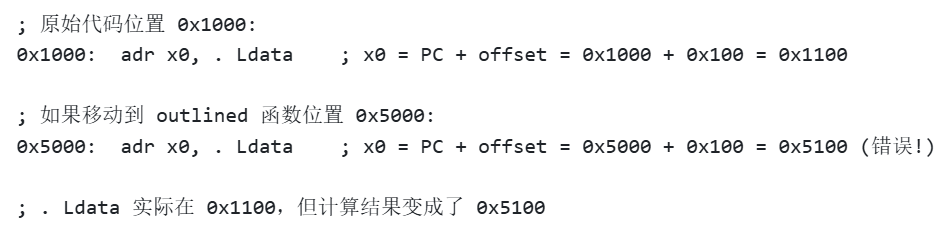 ; 原始代码位置 0x1000:
0x1000:  adr x0, . Ldata    ; x0 = PC + offset = 0x1000 + 0x100 = 0x1100
; 如果移动到 outlined 函数位置 0x5000:
0x5000:  adr x0, . Ldata    ; x0 = PC + offset = 0x5000 + 0x100 = 0x5100 (错误!)
; . Ldata 实际在 0x1100，但计算结果变成了 0x5100